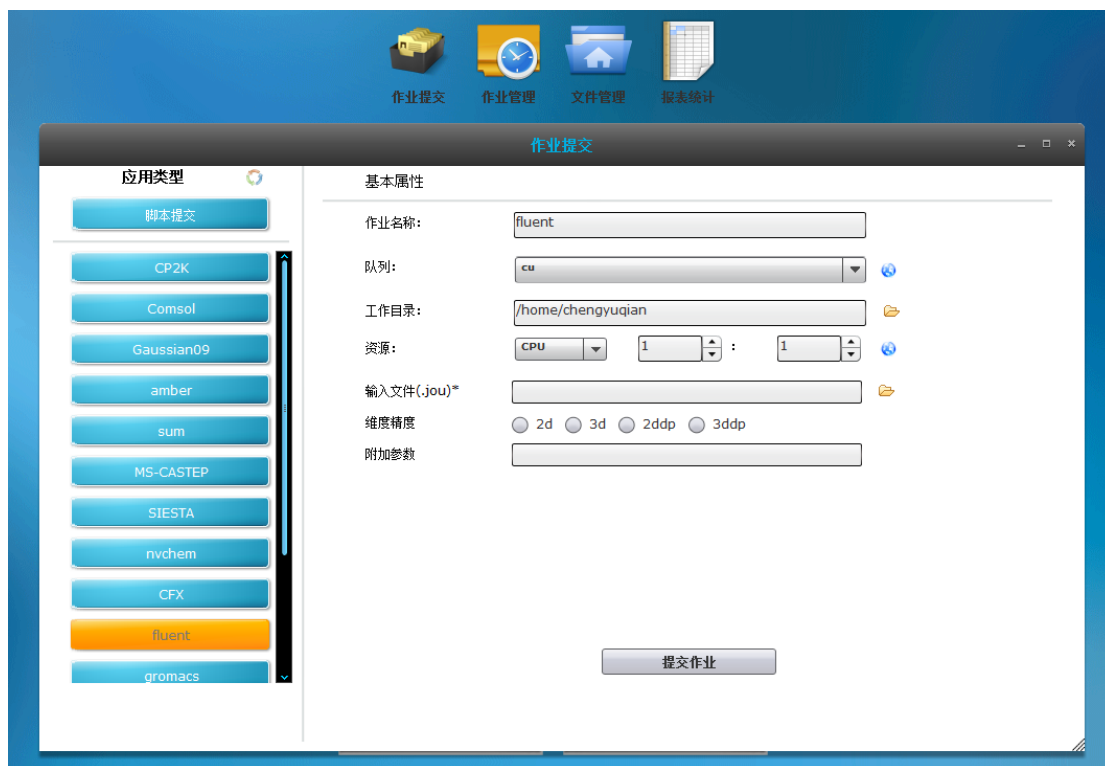 作业提交 作业管理 文件管理 报表统计
作业提交
应用类型
脚本提交
CP2K
Comsol
Gaussian09
amber
sum
MS-CASTEP
SIESTA
nvchem
CFX
fluent
gromacs
基本属性
作业名称: fluent
队列: cu
工作目录: /home/chengyuqian
资源: CPU 1 : 1
输入文件(.jou)*
维度精度 2d 3d 2ddp 3ddp
附加参数
提交作业